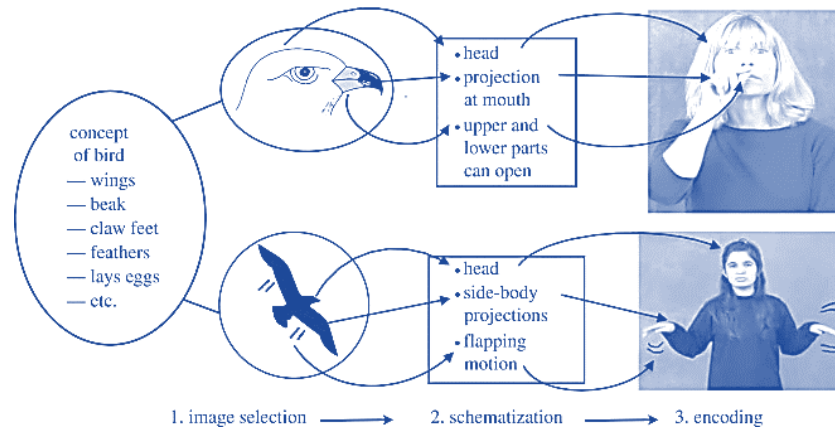 concept
of bird
— wings
— beak
— claw feet
— feathers
— lays eggs
— etc.
• head
• projection
at mouth
• upper and
lower parts
can open
• head
• side-body
projections
• flapping
motion
1. image selection
2. schematization
3. encoding